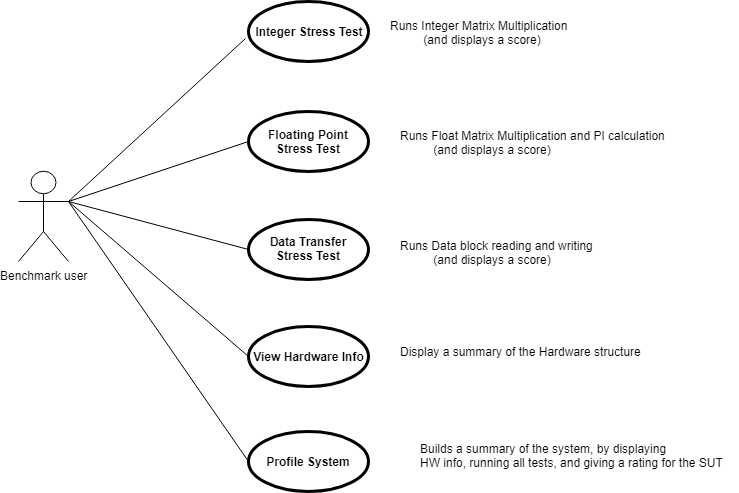 Integer Stress Test
Runs Integer Matrix Multiplication
(and displays a score)
Floating Point
Stress Test
Runs Float Matrix Multiplication and PI calculation
(and displays a score)
Benchmark user
Data Transfer
Stress Test
Runs Data block reading and writing
(and displays a score)
View Hardware Info
Display a summary of the Hardware structure
Profile System
Builds a summary of the system, by displaying
HW info, running all tests, and giving a rating for the SUT